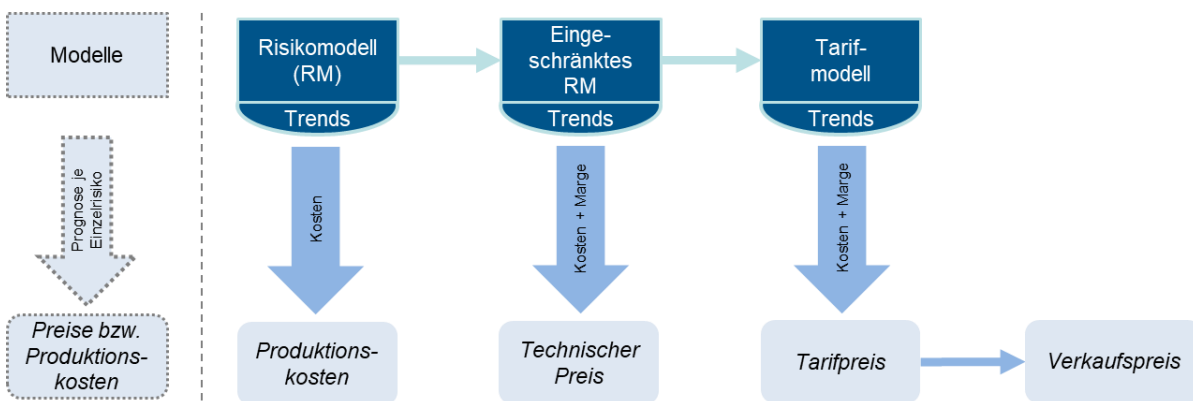 Modelle
Prognose je
Einzelrisiko
Preise bzw.
Produktions-
kosten
Risikomodell
(RM)
Trends
Kosten
Produktions-
kosten
Einge-
schränktes
RM
Trends
Kosten + Marge
Technischer
Preis
Tarif-
modell
Trends
Kosten + Marge
Tarifpreis
Verkaufspreis